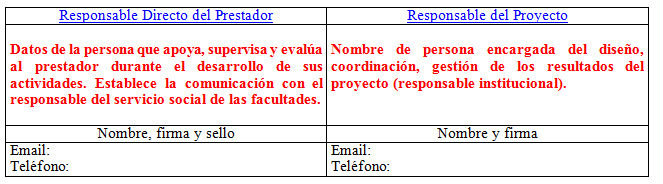 Responsable Directo del Prestador
Responsable del Proyecto
Datos de la persona que apoya, supervisa y evalúa
al prestador durante el desarrollo de sus
actividades. Establece la comunicación con el
responsable del servicio social de las facultades.
Nombre de persona encargada del diseño,
coordinación, gestión de los resultados del
proyecto (responsable institucional).
Nombre, firma y sello
Nombre y firma
Email:
Teléfono:
Email:
Teléfono: